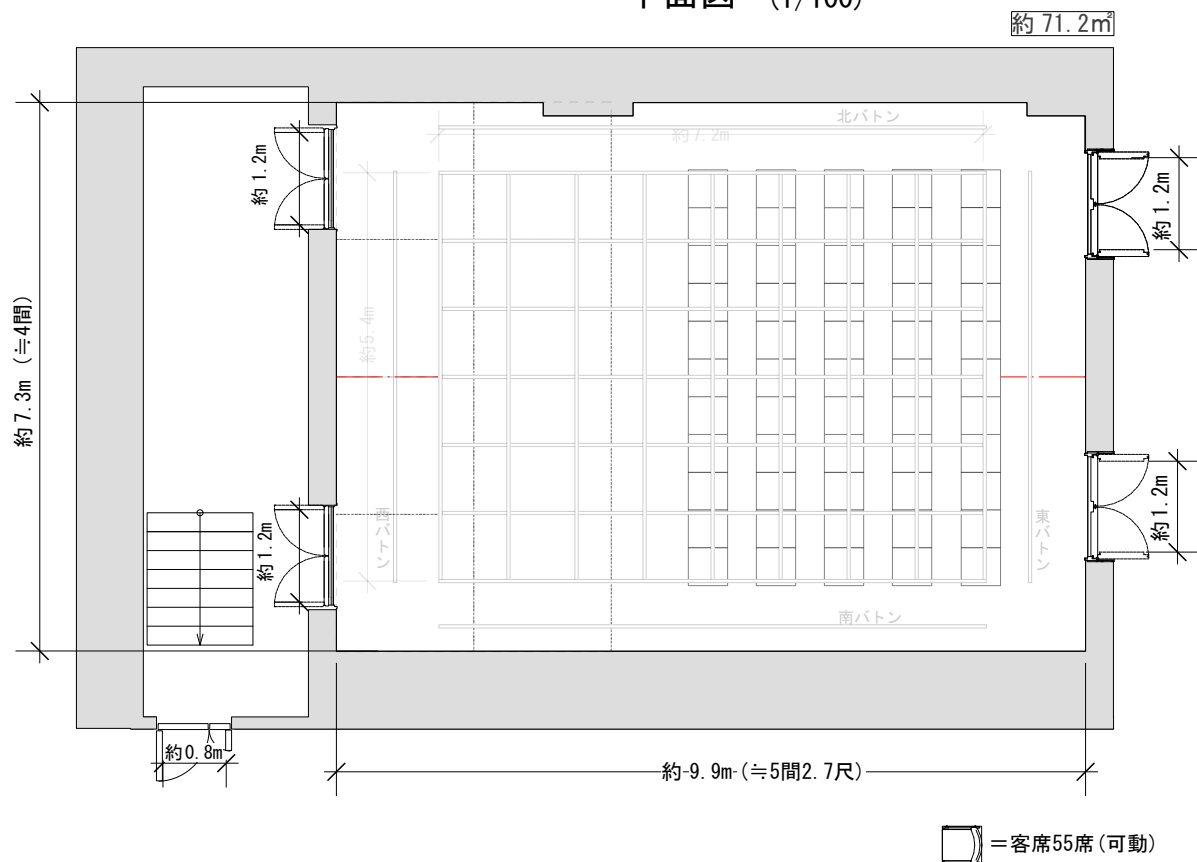 平面図 (1/100)
約 71.2㎡
北バトン
約7.2m
約1.2m
約1.2m
約5.4m
約7.3m (≒4間)
約1.2m
西バトン
東バトン
約1.2m
南バトン
約0.8m
約 9.9m (≒5間2.7尺)
=客席55席(可動)